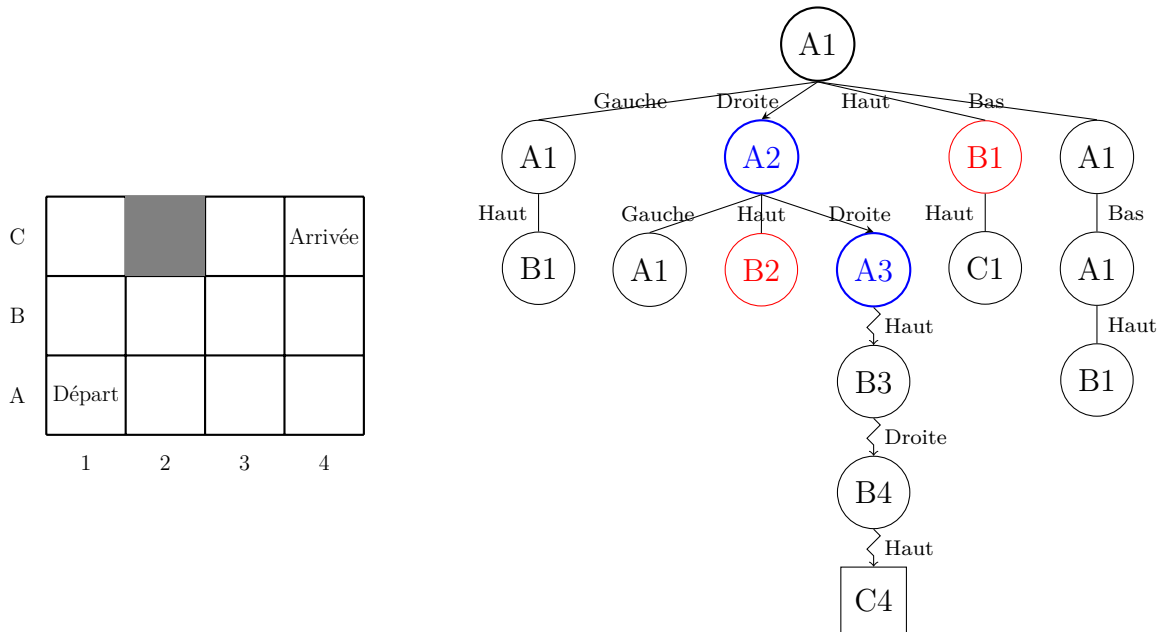 C
Arrivée
B
A
Départ
1 2 3 4
A1
Gauche Droite Haut Bas
A1 A2 B1 A1
Haut Gauche Haut Droite Haut Bas
B1 A1 B2 A3 C1 A1
Haut Haut
B3 B1
Droite
B4
Haut
C4